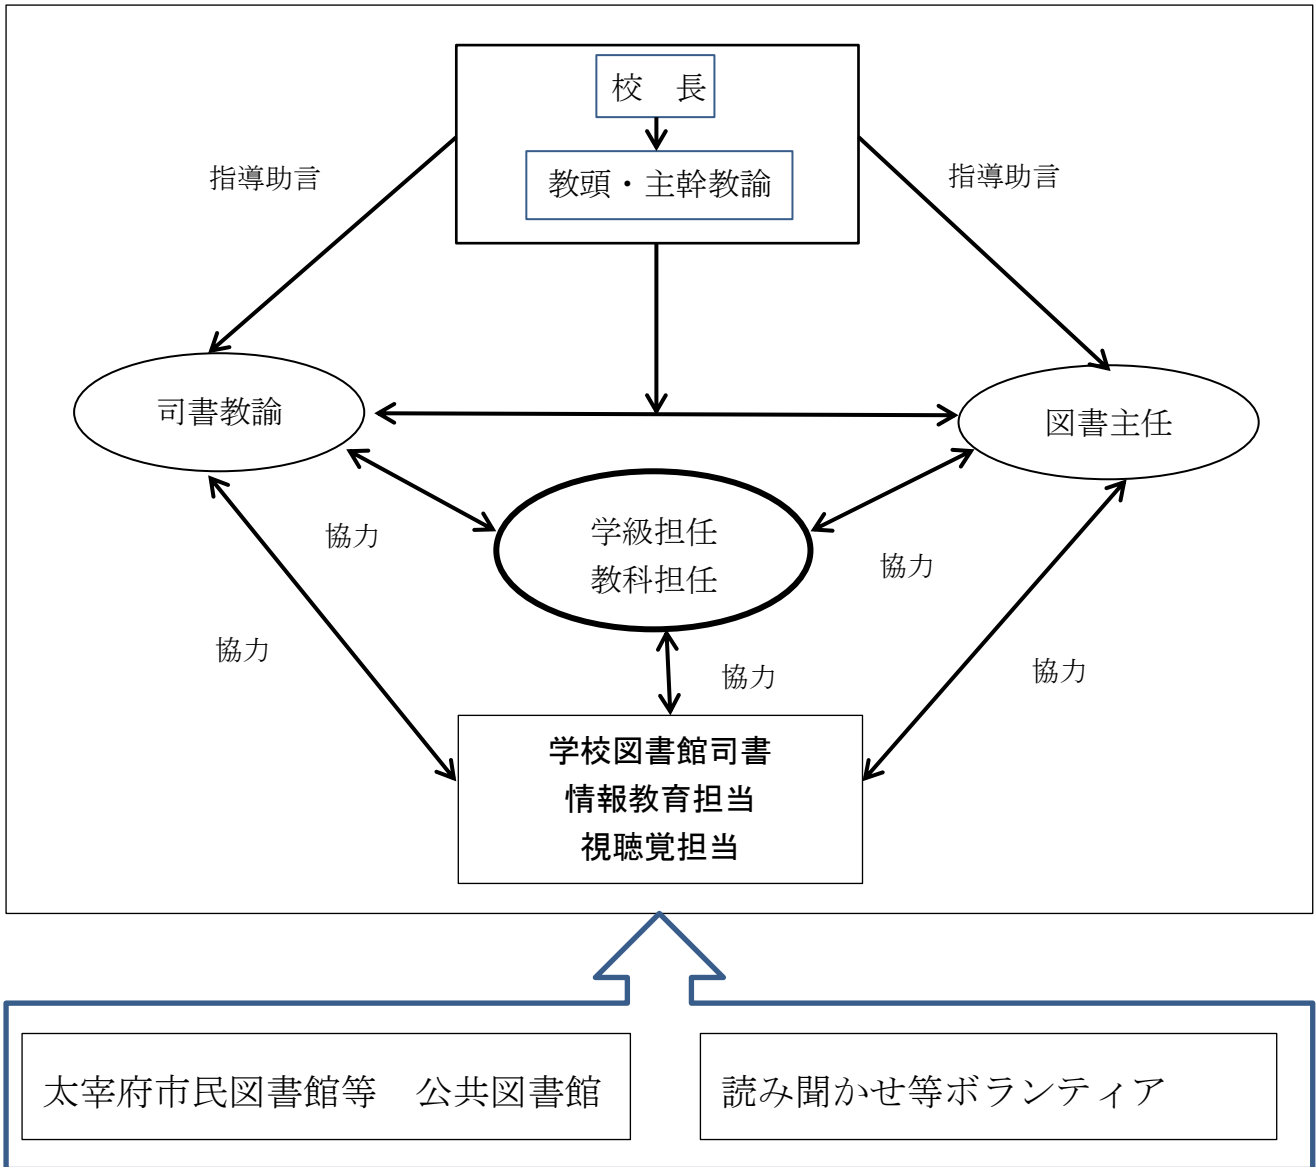 校　長
教頭・主幹教諭
指導助言
指導助言
司書教諭
図書主任
学級担任
教科担任
協力
協力
協力
協力
協力
学校図書館司書
情報教育担当
視聴覚担当
太宰府市民図書館等　公共図書館
読み聞かせ等ボランティア